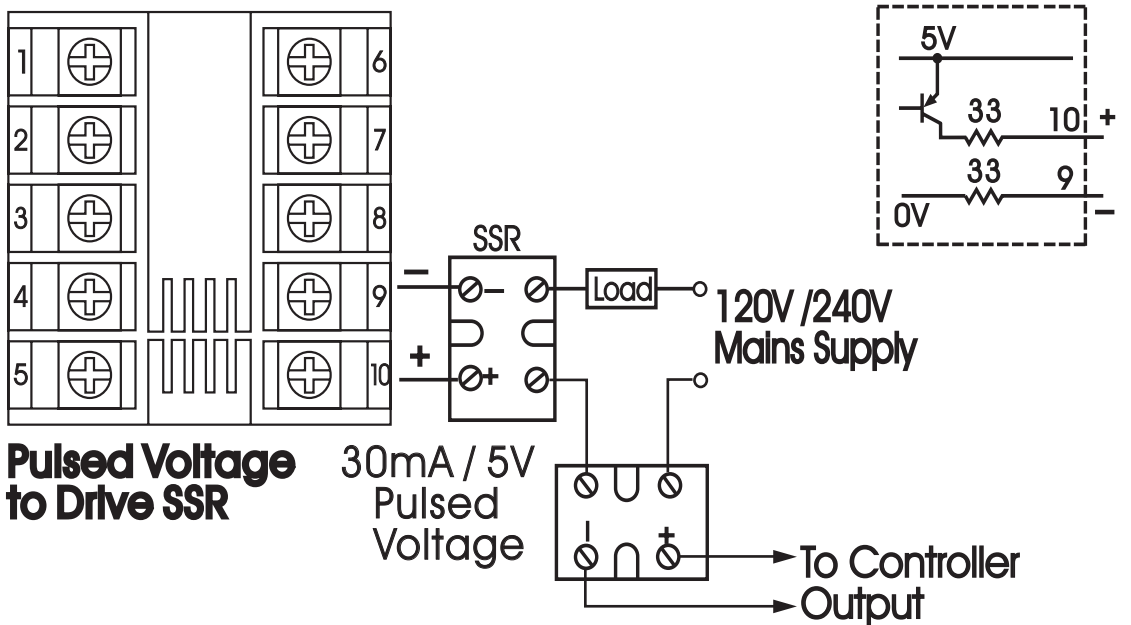 1
2
3
4
5
6
7
8
9
10
5V
33
10 +
33
9
0V −
SSR
− −
+ +
Load
120V /240V
Mains Supply
30mA / 5V
Pulsed
Voltage
Pulsed Voltage
to Drive SSR
− +
To Controller
Output